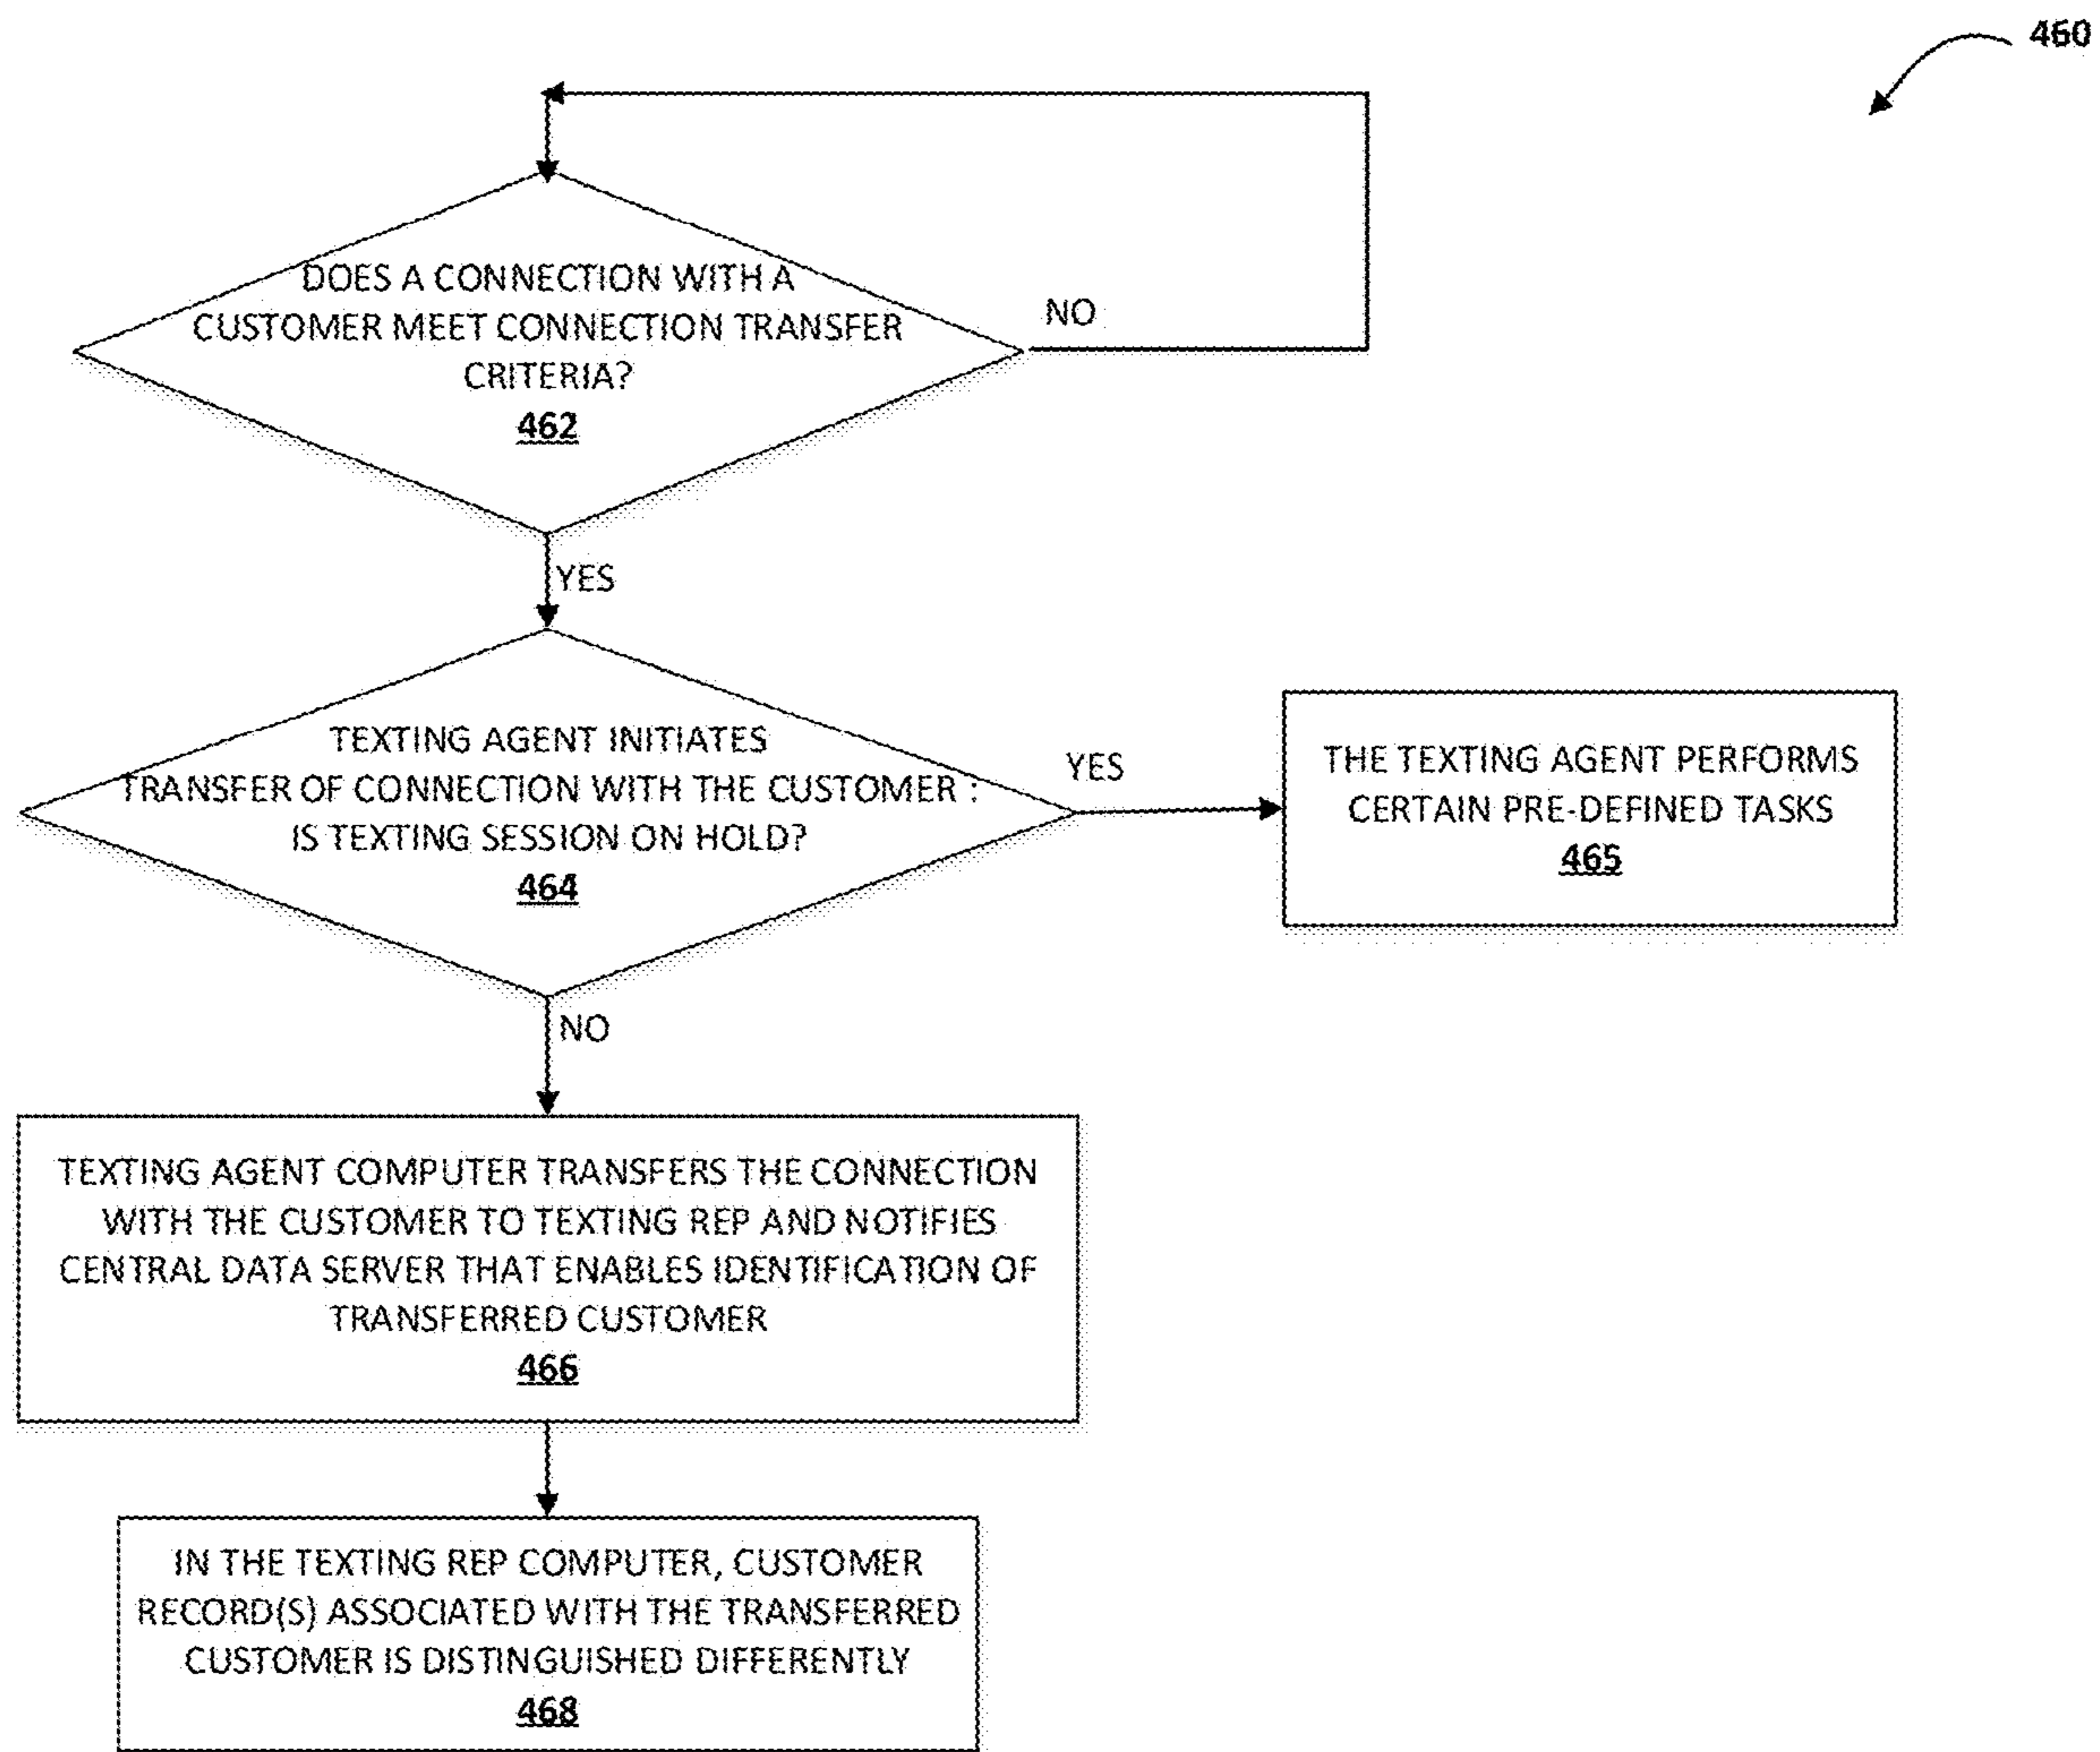 460
DOES A CONNECTION WITH A
CUSTOMER MEET CONNECTION TRANSFER
CRITERIA?
462
NO
YES
TEXTING AGENT INITIATES
TRANSFER OF CONNECTION WITH THE CUSTOMER :
IS TEXTING SESSION ON HOLD?
464
YES
THE TEXTING AGENT PERFORMS
CERTAIN PRE-DEFINED TASKS
465
NO
TEXTING AGENT COMPUTER TRANSFERS THE CONNECTION
WITH THE CUSTOMER TO TEXTING REP AND NOTIFIES
CENTRAL DATA SERVER THAT ENABLES IDENTIFICATION OF
TRANSFERRED CUSTOMER
466
IN THE TEXTING REP COMPUTER, CUSTOMER
RECORD(S) ASSOCIATED WITH THE TRANSFERRED
CUSTOMER IS DISTINGUISHED DIFFERENTLY
468